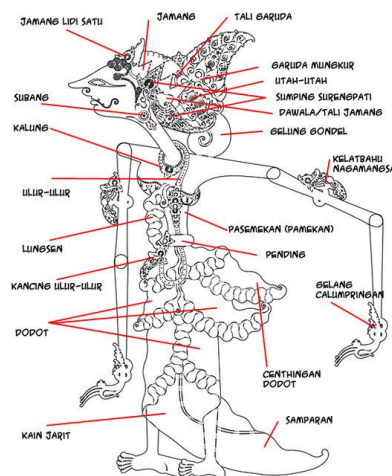 JAMANG LIDI SATU
JAMANG
TALI GARUDA
GARUDA MUNGKUR
UTAH-UTAH
SUMPING SURENGPATI
DAWALA/TALI JAMANG
SUBANG
GELUNG GONDEL
KALUNG
KELATBAHU
NAGAMANGSA
ULUR-ULUR
PASEMEKAN (PAMEKAN)
LUNGSEN
PENDING
KANCING ULUR-ULUR
GELANG
CALUMPRINGAN
DODOT
CENTHINGAN
DODOT
SAMPARAN
KAIN JARIT